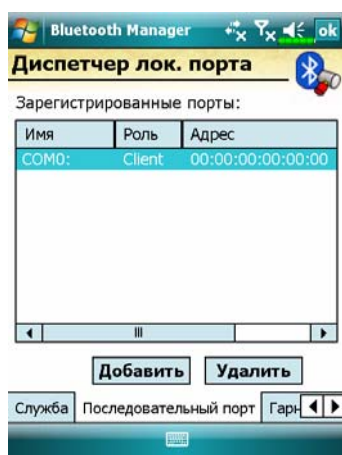 Bluetooth Manager ok
Диспетчер лок. порта
Зарегистрированные порты:
Имя Роль Адрес
COM0: Client 00:00:00:00:00:00
Добавить Удалить
Служба Последовательный порт Гарн